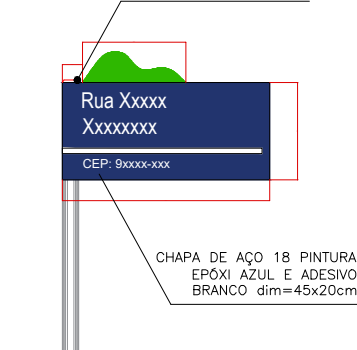 Rua Xxxxx
Xxxxxxxx
CEP: 9xxxx-xxx
CHAPA DE AÇO 18 PINTURA
EPÓXI AZUL E ADESIVO
BRANCO dim=45x20cm